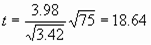 t = 3.98/√3.42 √75 = 18.64